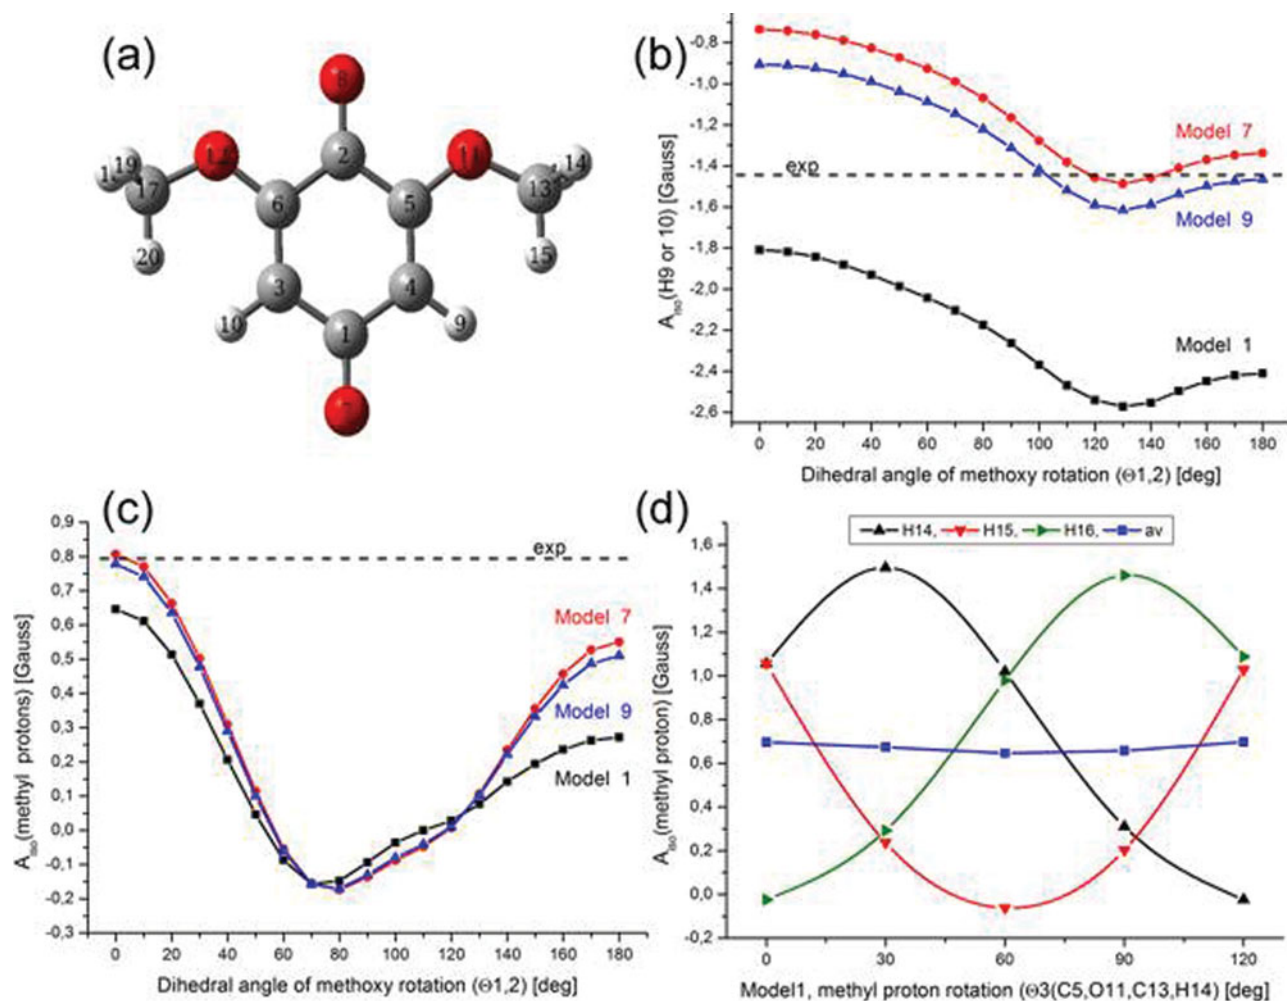 (a)
8
19
12
2
11
14
17
13
6
5
20
15
3
4
10
1
9
7
(b)
A_iso(H9 or 10) [Gauss]
-0,8
-1,0
-1,2
-1,4
-1,6
-1,8
-2,0
-2,2
-2,4
-2,6
exp
Model 7
Model 9
Model 1
0 20 40 60 80 100 120 140 160 180
Dihedral angle of methoxy rotation (Θ1,2) [deg]
(c)
A_iso(methyl protons) [Gauss]
0,9
0,8
0,7
0,6
0,5
0,4
0,3
0,2
0,1
0,0
-0,1
-0,2
-0,3
exp
Model 7
Model 9
Model 1
0 20 40 60 80 100 120 140 160 180
Dihedral angle of methoxy rotation (Θ1,2) [deg]
(d)
H14, H15, H16, av
A_iso(methyl proton) [Gauss]
1,6
1,4
1,2
1,0
0,8
0,6
0,4
0,2
0,0
-0,2
0 30 60 90 120
Model1, methyl proton rotation (Θ3(C5,O11,C13,H14) [deg]